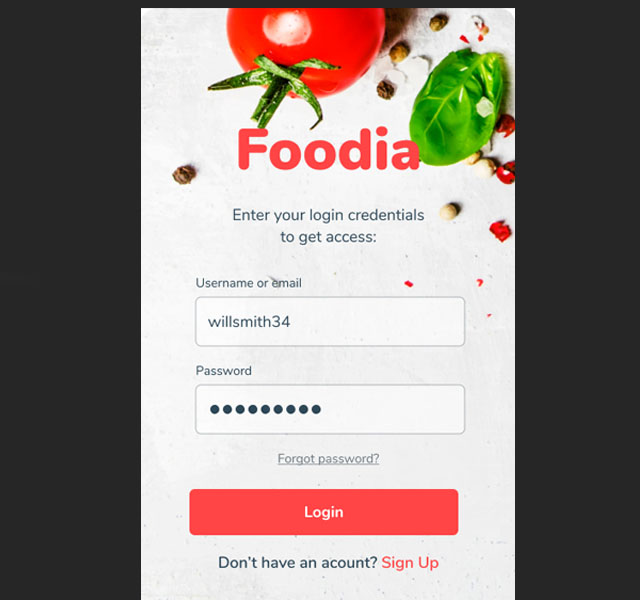 Foodia
Enter your login credentials
to get access:
Username or email
willsmith34
Password
●●●●●●●●●
Forgot password?
Login
Don't have an acount? Sign Up